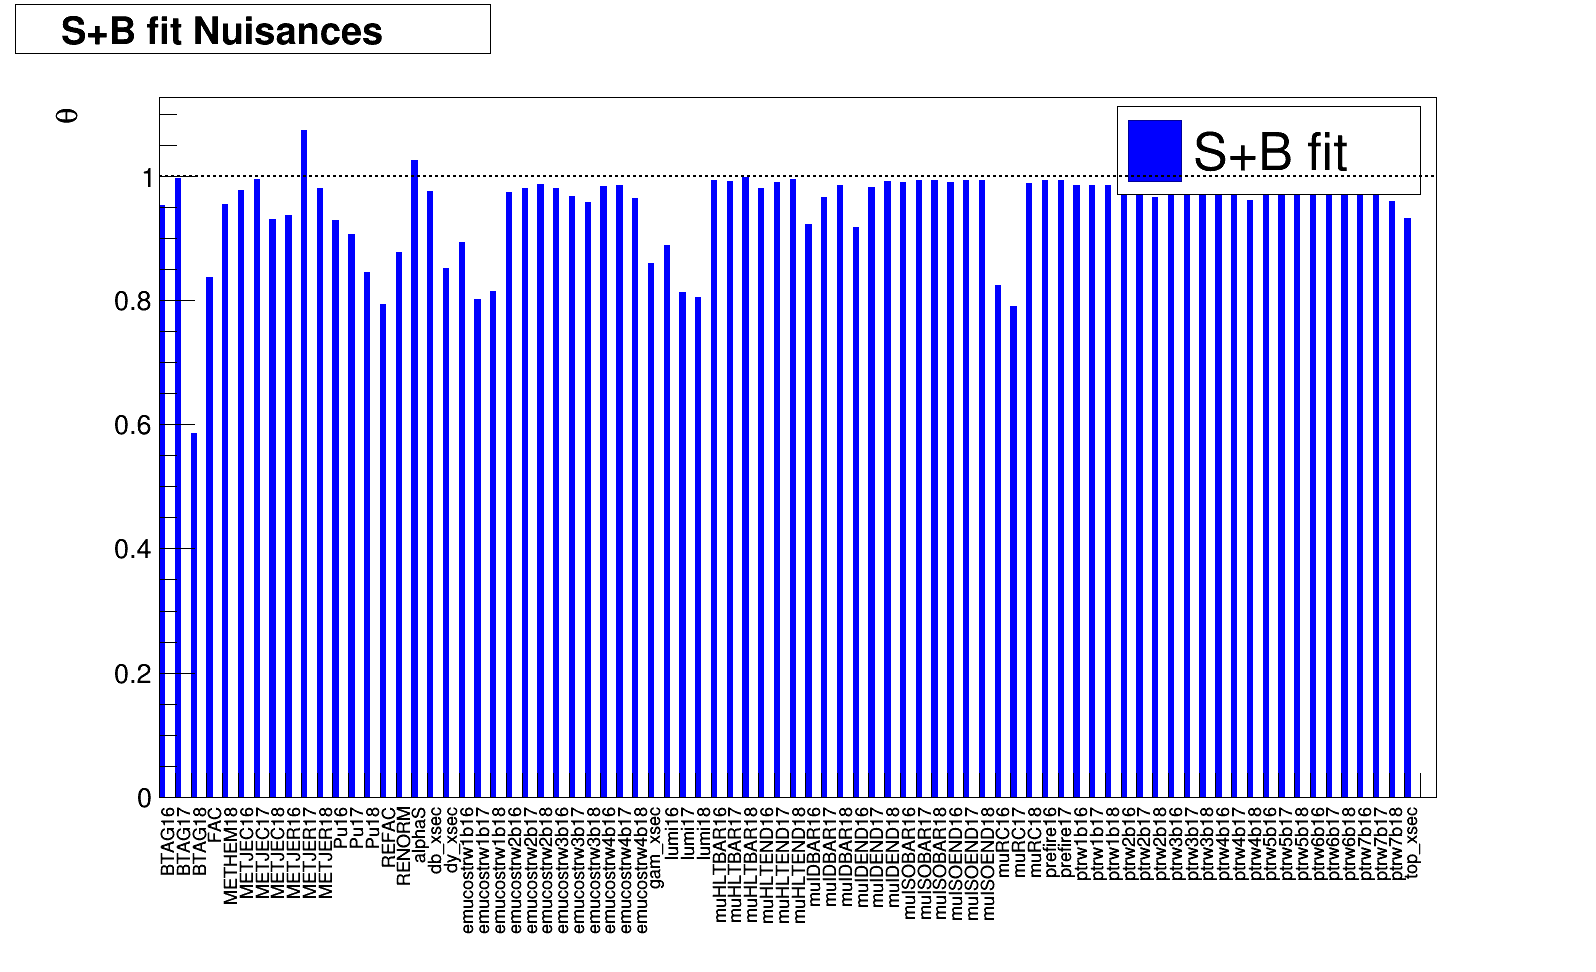 S+B fit Nuisances
θ
S+B fit
1
0.8
0.6
0.4
0.2
0
BTAG16
BTAG17
BTAG18
FAC
METHEM18
METJEC16
METJEC17
METJEC18
METJER16
METJER17
METJER18
Pu16
Pu17
Pu18
REFAC
RENORM
alphaS
db_xsec
dy_xsec
emucostrw1b16
emucostrw1b17
emucostrw1b18
emucostrw2b16
emucostrw2b17
emucostrw2b18
emucostrw3b16
emucostrw3b17
emucostrw3b18
emucostrw4b16
emucostrw4b17
emucostrw4b18
gam_xsec
lumi16
lumi17
lumi18
muHLTBAR16
muHLTBAR17
muHLTBAR18
muHLTEND16
muHLTEND17
muHLTEND18
muIDBAR16
muIDBAR17
muIDBAR18
muIDEND16
muIDEND17
muIDEND18
muISOBAR16
muISOBAR17
muISOBAR18
muISOEND16
muISOEND17
muISOEND18
muRC16
muRC17
muRC18
prefire16
prefire17
ptrw1b16
ptrw1b17
ptrw1b18
ptrw2b16
ptrw2b17
ptrw2b18
ptrw3b16
ptrw3b17
ptrw3b18
ptrw4b16
ptrw4b17
ptrw4b18
ptrw5b16
ptrw5b17
ptrw5b18
ptrw6b16
ptrw6b17
ptrw6b18
ptrw7b16
ptrw7b17
ptrw7b18
top_xsec